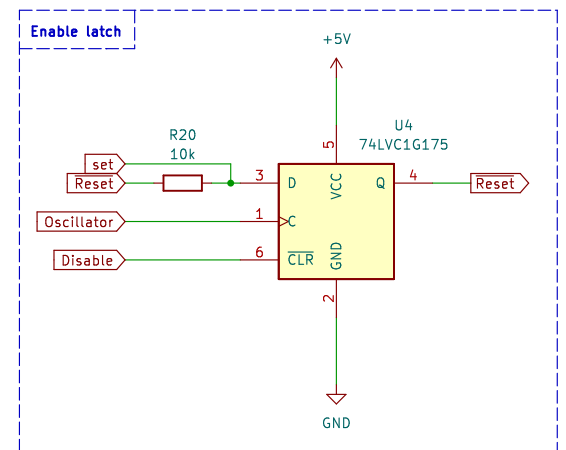 Enable latch
+5V
R20
10k
U4
74LVC1G175
set
Reset
Oscillator
Disable
3
1
6
5
2
4
D
C
CLR
VCC
GND
Q
Reset
GND